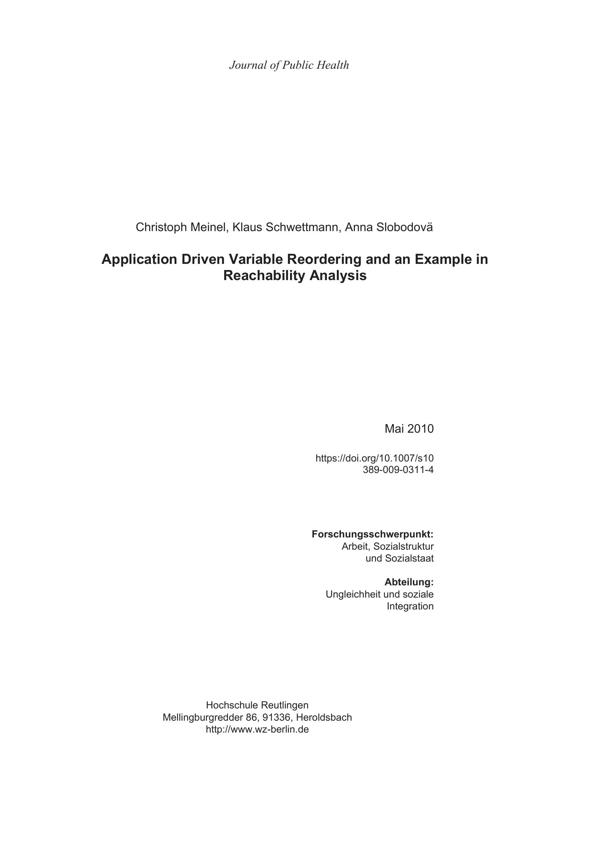 Journal of Public Health
Christoph Meinel, Klaus Schwettmann, Anna Slobodovä
Application Driven Variable Reordering and an Example in
Reachability Analysis
Mai 2010
https://doi.org/10.1007/s10
389-009-0311-4
Forschungsschwerpunkt:
Arbeit, Sozialstruktur
und Sozialstaat
Abteilung:
Ungleichheit und soziale
Integration
Hochschule Reutlingen
Mellingburgredder 86, 91336, Heroldsbach
http://www.wz-berlin.de